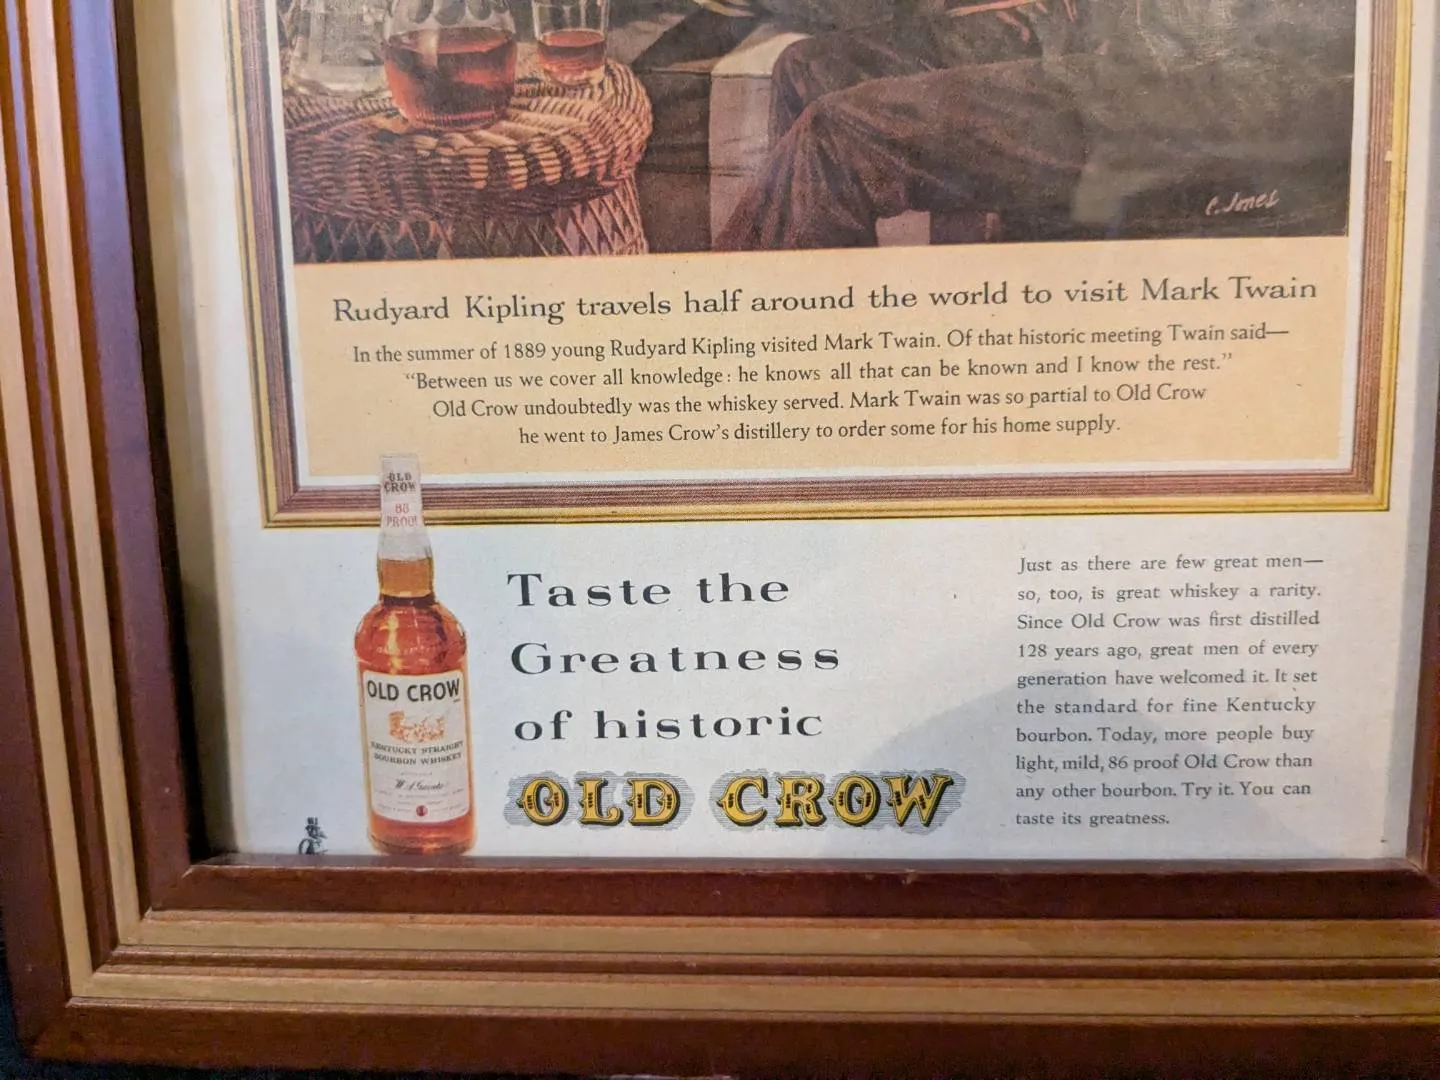 C. Jones
Rudyard Kipling travels half around the world to visit Mark Twain
In the summer of 1889 young Rudyard Kipling visited Mark Twain. Of that historic meeting Twain said—
“Between us we cover all knowledge: he knows all that can be known and I know the rest.”
Old Crow undoubtedly was the whiskey served. Mark Twain was so partial to Old Crow
he went to James Crow’s distillery to order some for his home supply.
OLD
CROW
86
PROOF
OLD CROW
KENTUCKY STRAIGHT
BOURBON WHISKEY
Taste the
Greatness
of historic
OLD CROW
Just as there are few great men—
so, too, is great whiskey a rarity.
Since Old Crow was first distilled
128 years ago, great men of every
generation have welcomed it. It set
the standard for fine Kentucky
bourbon. Today, more people buy
light, mild, 86 proof Old Crow than
any other bourbon. Try it. You can
taste its greatness.